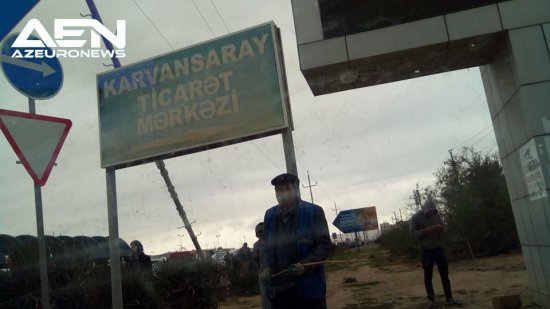 AEN
AZEURONEWS
KARVANSARAY
TİCARƏT
MƏRKƏZİ